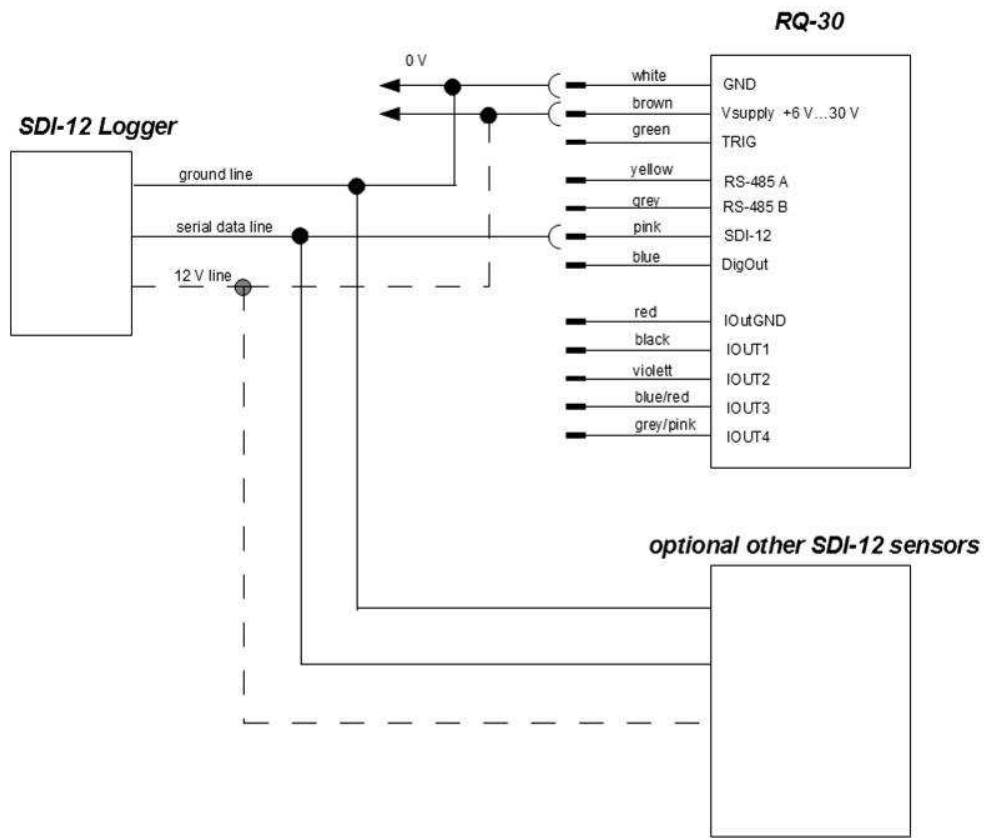 RQ-30
0 V
white
GND
brown
Vsupply +6 V...30 V
green
TRIG
SDI-12 Logger
ground line
yellow
RS-485 A
grey
RS-485 B
serial data line
pink
SDI-12
blue
DigOut
12 V line
red
IOutGND
black
IOUT1
violett
IOUT2
blue/red
IOUT3
grey/pink
IOUT4
optional other SDI-12 sensors